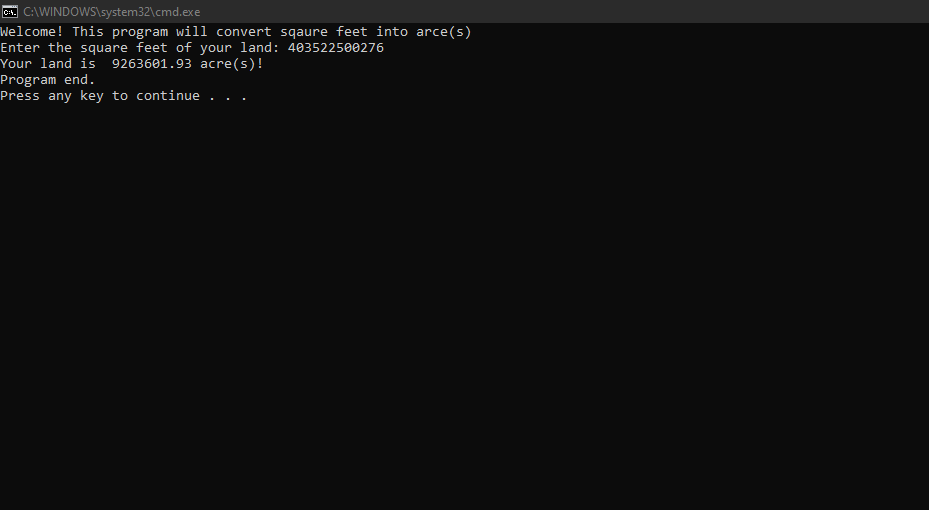 C:\WINDOWS\system32\cmd.exe
Welcome! This program will convert sqaure feet into arce(s)
Enter the square feet of your land: 403522500276
Your land is  9263601.93 acre(s)!
Program end.
Press any key to continue . . .